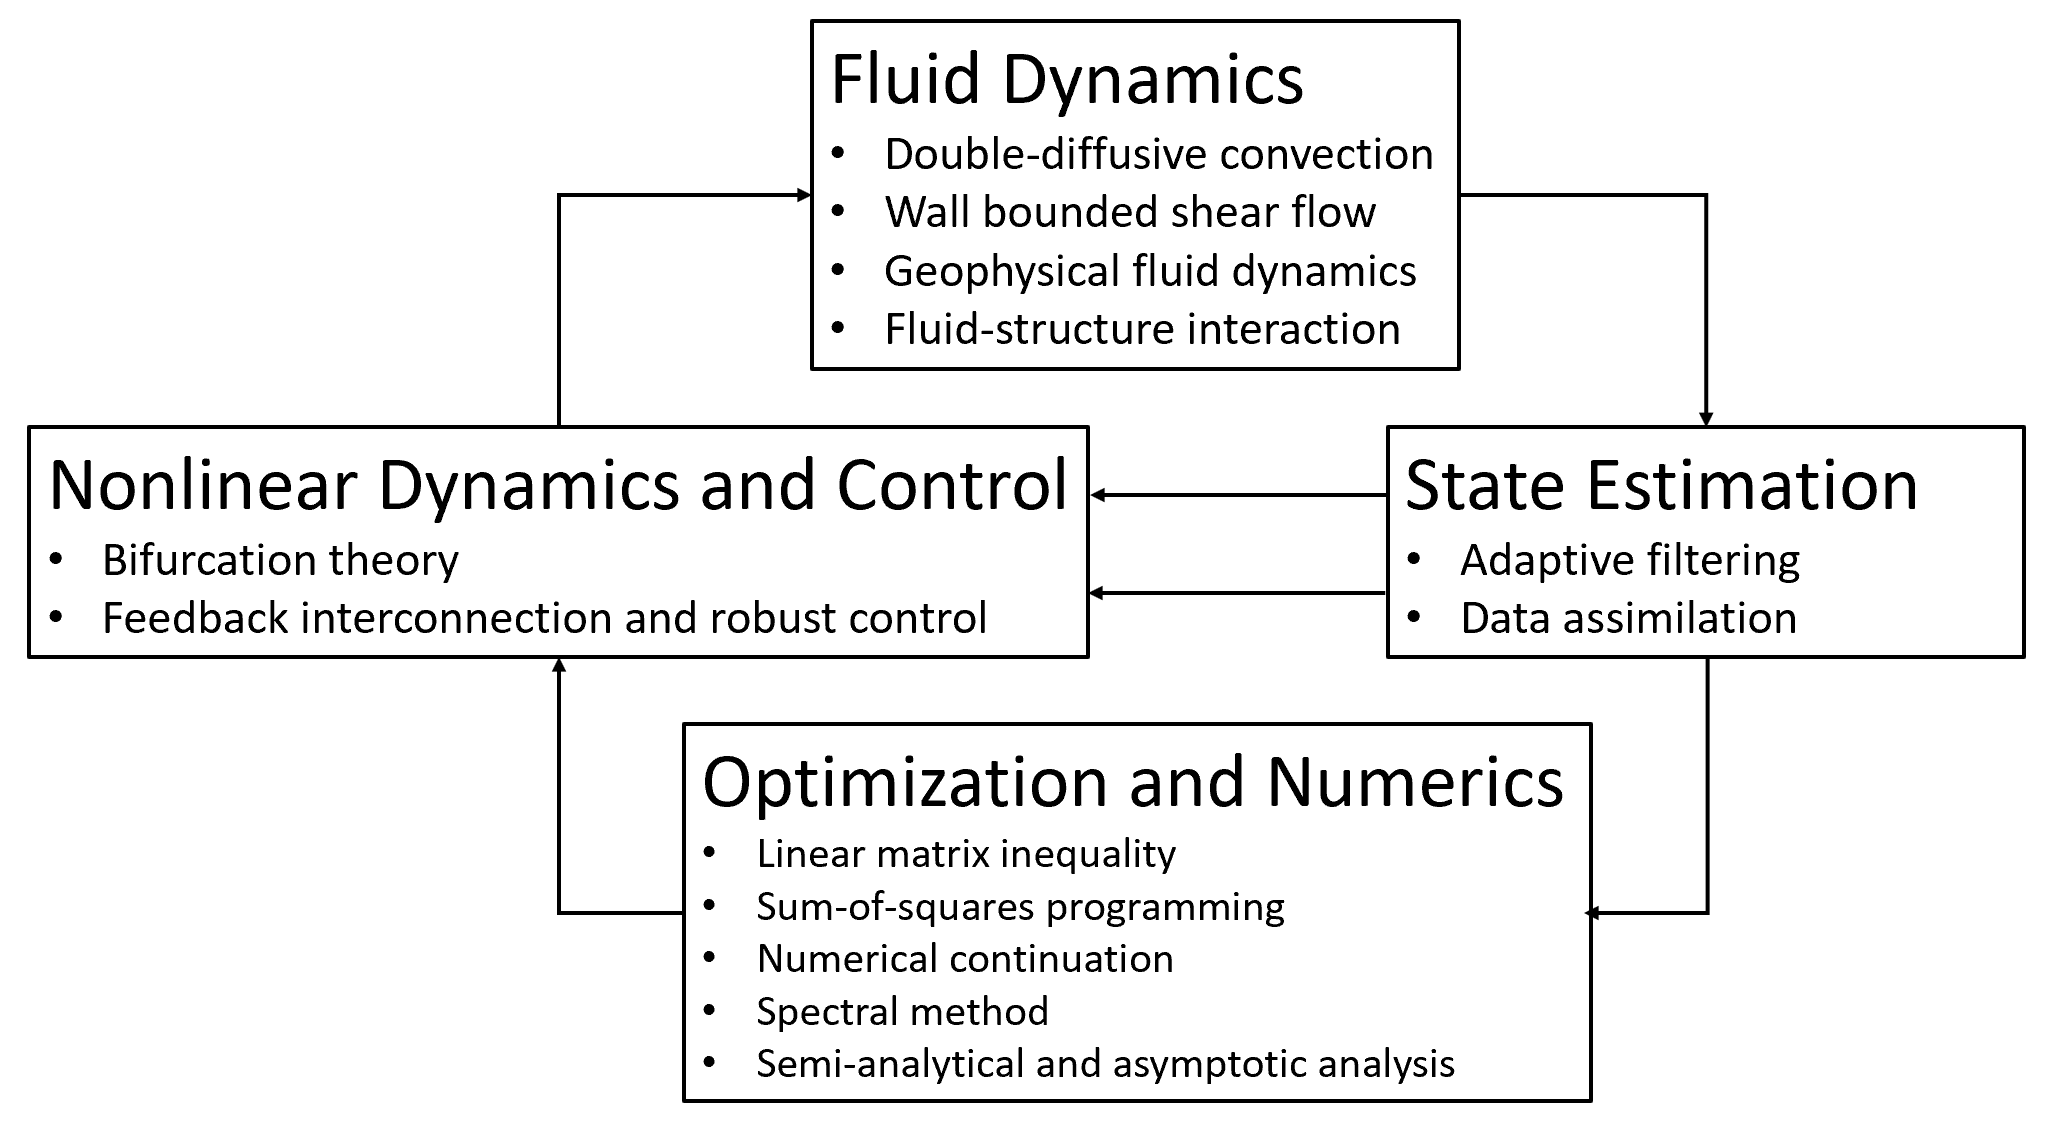 Fluid Dynamics
• Double-diffusive convection
• Wall bounded shear flow
• Geophysical fluid dynamics
• Fluid-structure interaction
Nonlinear Dynamics and Control
• Bifurcation theory
• Feedback interconnection and robust control
State Estimation
• Adaptive filtering
• Data assimilation
Optimization and Numerics
• Linear matrix inequality
• Sum-of-squares programming
• Numerical continuation
• Spectral method
• Semi-analytical and asymptotic analysis